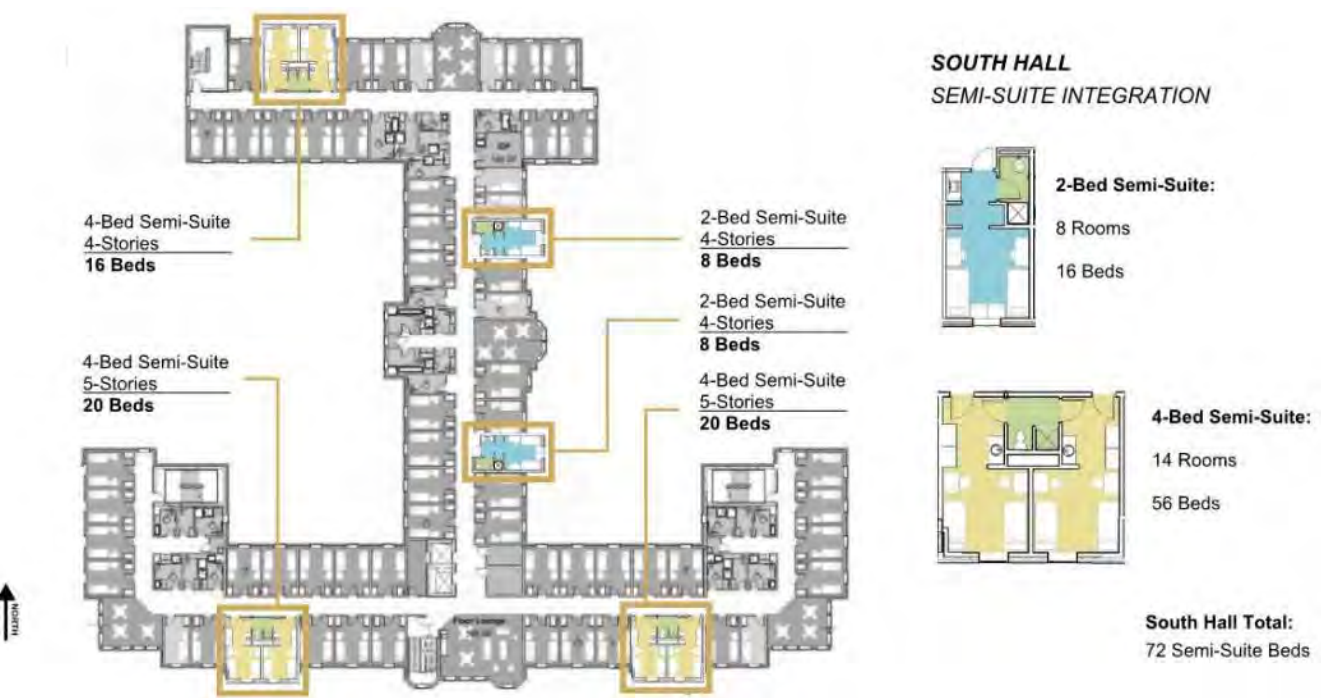 SOUTH HALL
SEMI-SUITE INTEGRATION
4-Bed Semi-Suite
4-Stories
16 Beds
4-Bed Semi-Suite
5-Stories
20 Beds
2-Bed Semi-Suite
4-Stories
8 Beds
2-Bed Semi-Suite
4-Stories
8 Beds
4-Bed Semi-Suite
5-Stories
20 Beds
Floor Lounge
NORTH
2-Bed Semi-Suite:
8 Rooms
16 Beds
4-Bed Semi-Suite:
14 Rooms
56 Beds
South Hall Total:
72 Semi-Suite Beds